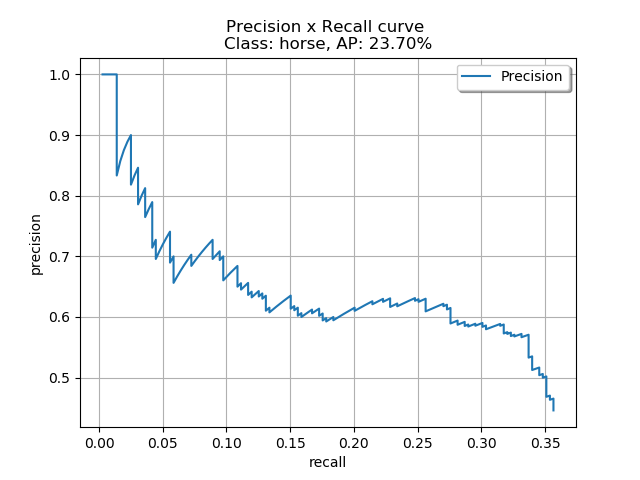 Precision x Recall curve
Class: horse, AP: 23.70%
Precision
precision
1.0
0.9
0.8
0.7
0.6
0.5
0.00 0.05 0.10 0.15 0.20 0.25 0.30 0.35
recall